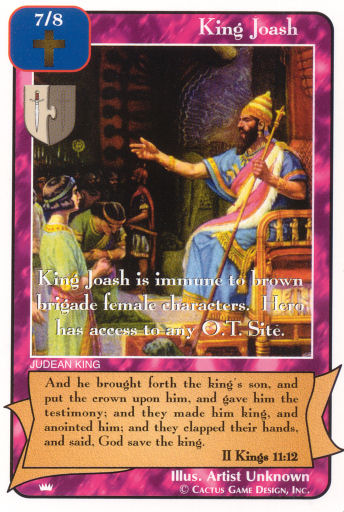 7/8
King Joash
King Joash is immune to brown
brigade female characters. Hero
has access to any O.T. Site.
JUDEAN KING
And he brought forth the king's son, and
put the crown upon him, and gave him the
testimony; and they made him king, and
anointed him; and they clapped their hands,
and said, God save the king.
II Kings 11:12
Illus. Artist Unknown
© Cactus Game Design, Inc.